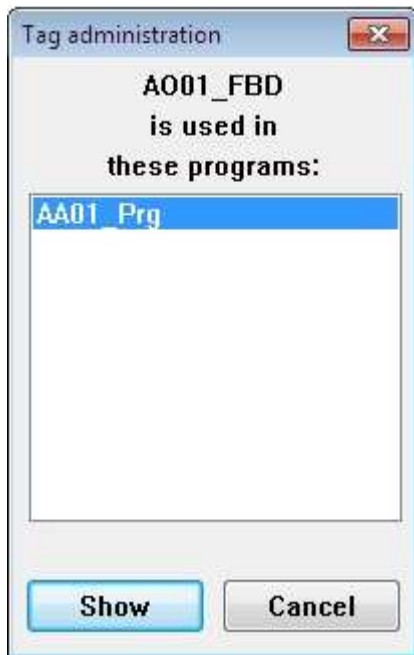 Tag administration
AO01_FBD
is used in
these programs:
AA01_Prg
Show
Cancel